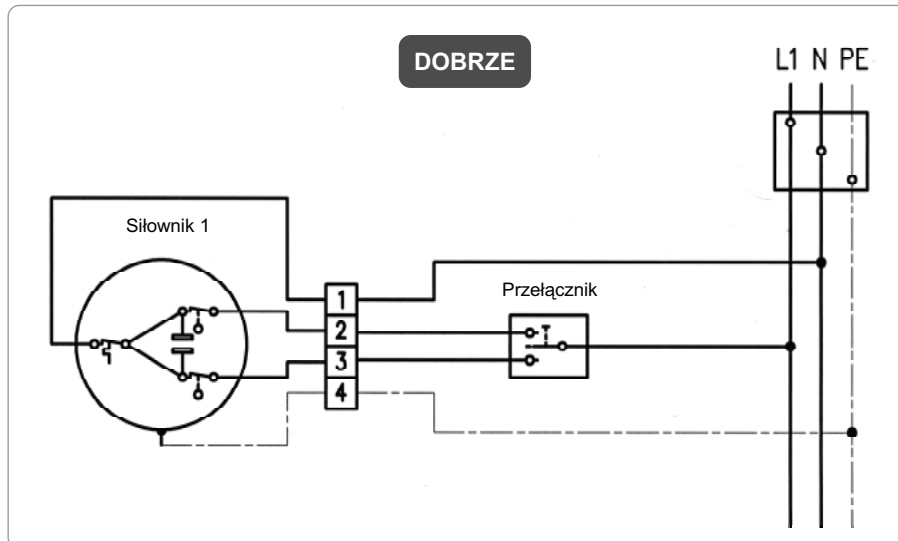 DOBRZE
L1 N PE
Siłownik 1
Przełącznik
1
2
3
4